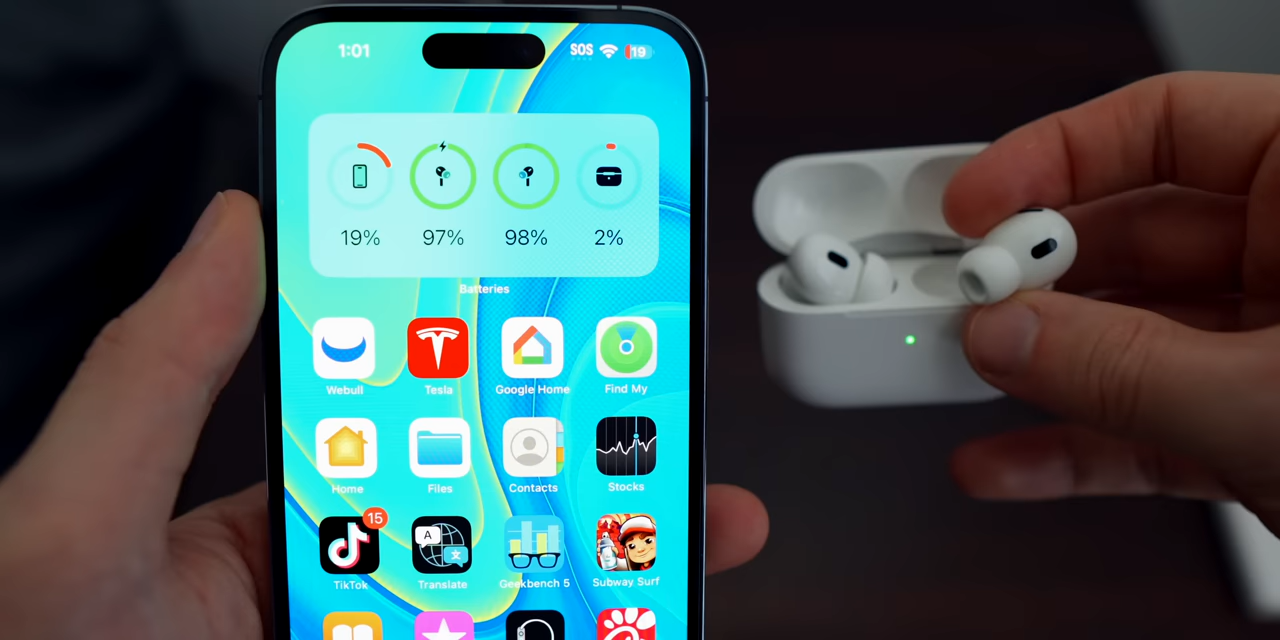 1:01 SOS 19
19% 97% 98% 2%
Batteries
Webull Tesla Google Home Find My
Home Files Contacts Stocks
15
A
文
TikTok Translate Geekbench 5 Subway Surf